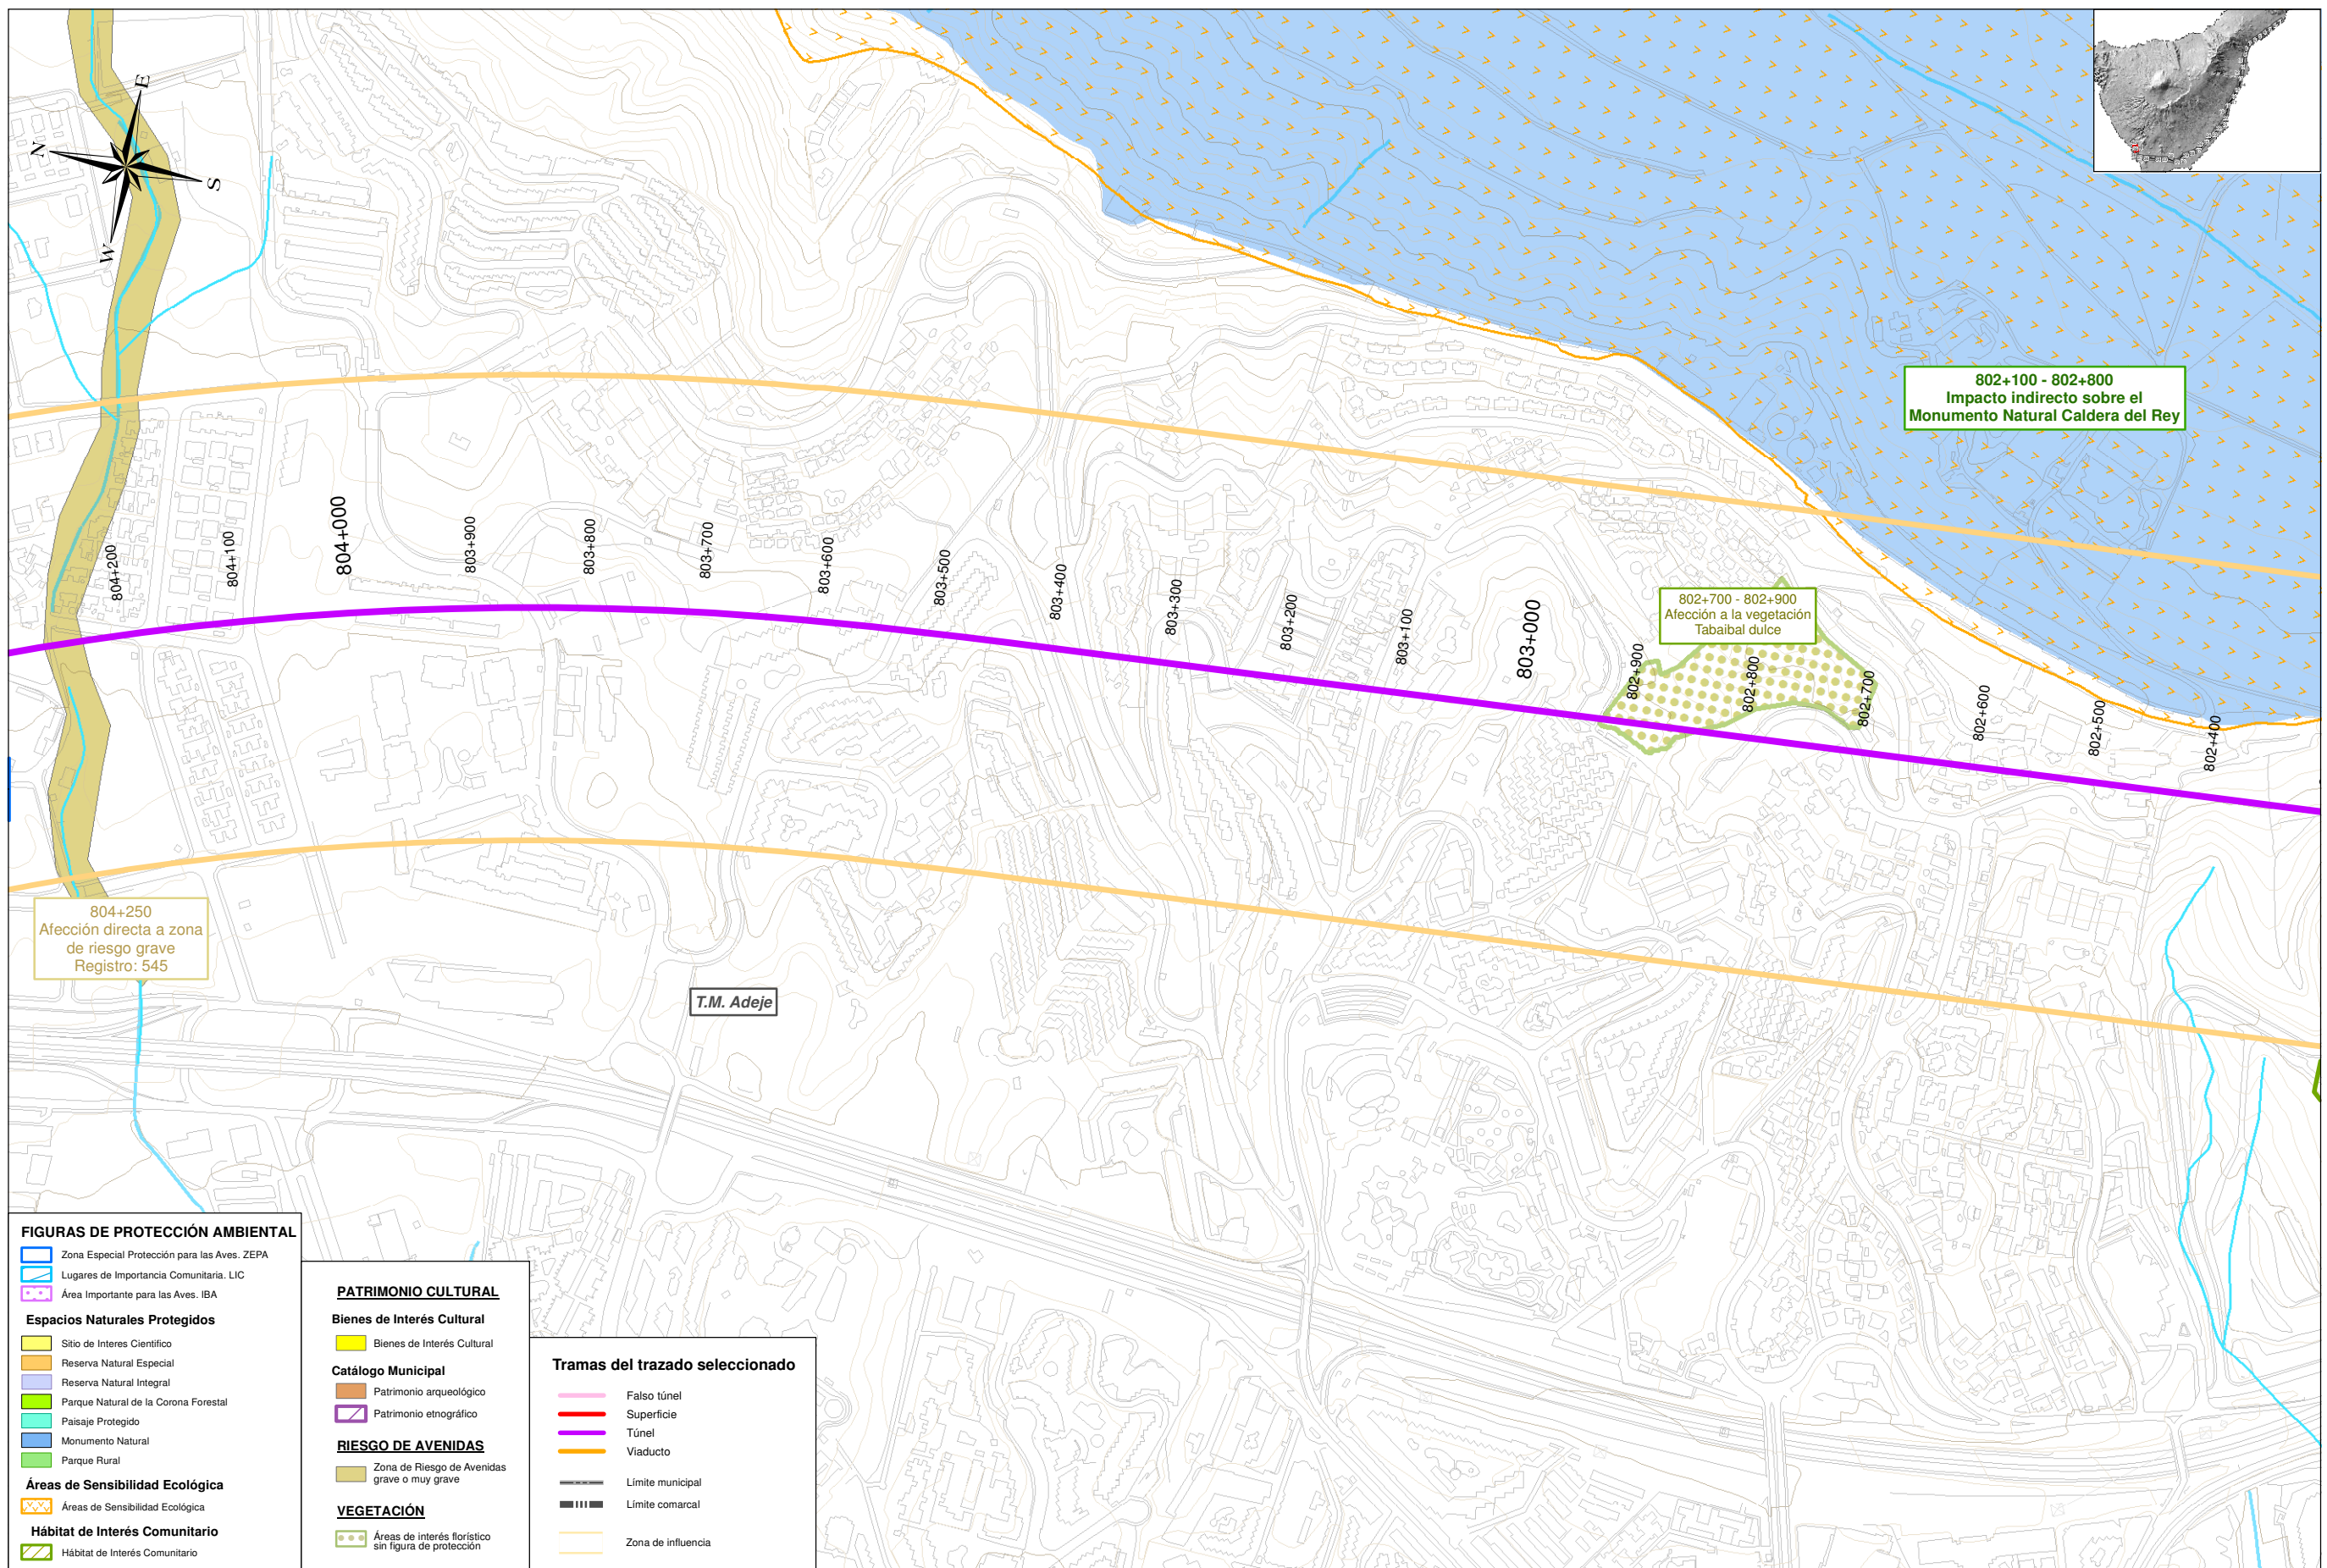 E
N
S
W
802+100 - 802+800
Impacto indirecto sobre el
Monumento Natural Caldera del Rey
804+200
804+100
804+000
803+900
803+800
803+700
803+600
803+500
803+400
803+300
803+200
803+100
803+000
802+900
802+800
802+700
802+600
802+500
802+400
802+700 - 802+900
Afección a la vegetación
Tabaibal dulce
804+250
Afección directa a zona
de riesgo grave
Registro: 545
T.M. Adeje
FIGURAS DE PROTECCIÓN AMBIENTAL
Zona Especial Protección para las Aves. ZEPA
Lugares de Importancia Comunitaria. LIC
Área Importante para las Aves. IBA
Espacios Naturales Protegidos
Sitio de Interes Cientifico
Reserva Natural Especial
Reserva Natural Integral
Parque Natural de la Corona Forestal
Paisaje Protegido
Monumento Natural
Parque Rural
Áreas de Sensibilidad Ecológica
Áreas de Sensibilidad Ecológica
Hábitat de Interés Comunitario
Hábitat de Interés Comunitario
PATRIMONIO CULTURAL
Bienes de Interés Cultural
Bienes de Interés Cultural
Catálogo Municipal
Patrimonio arqueológico
Patrimonio etnográfico
RIESGO DE AVENIDAS
Zona de Riesgo de Avenidas
grave o muy grave
VEGETACIÓN
Áreas de interés florístico
sin figura de protección
Tramas del trazado seleccionado
Falso túnel
Superficie
Túnel
Viaducto
Límite municipal
Límite comarcal
Zona de influencia